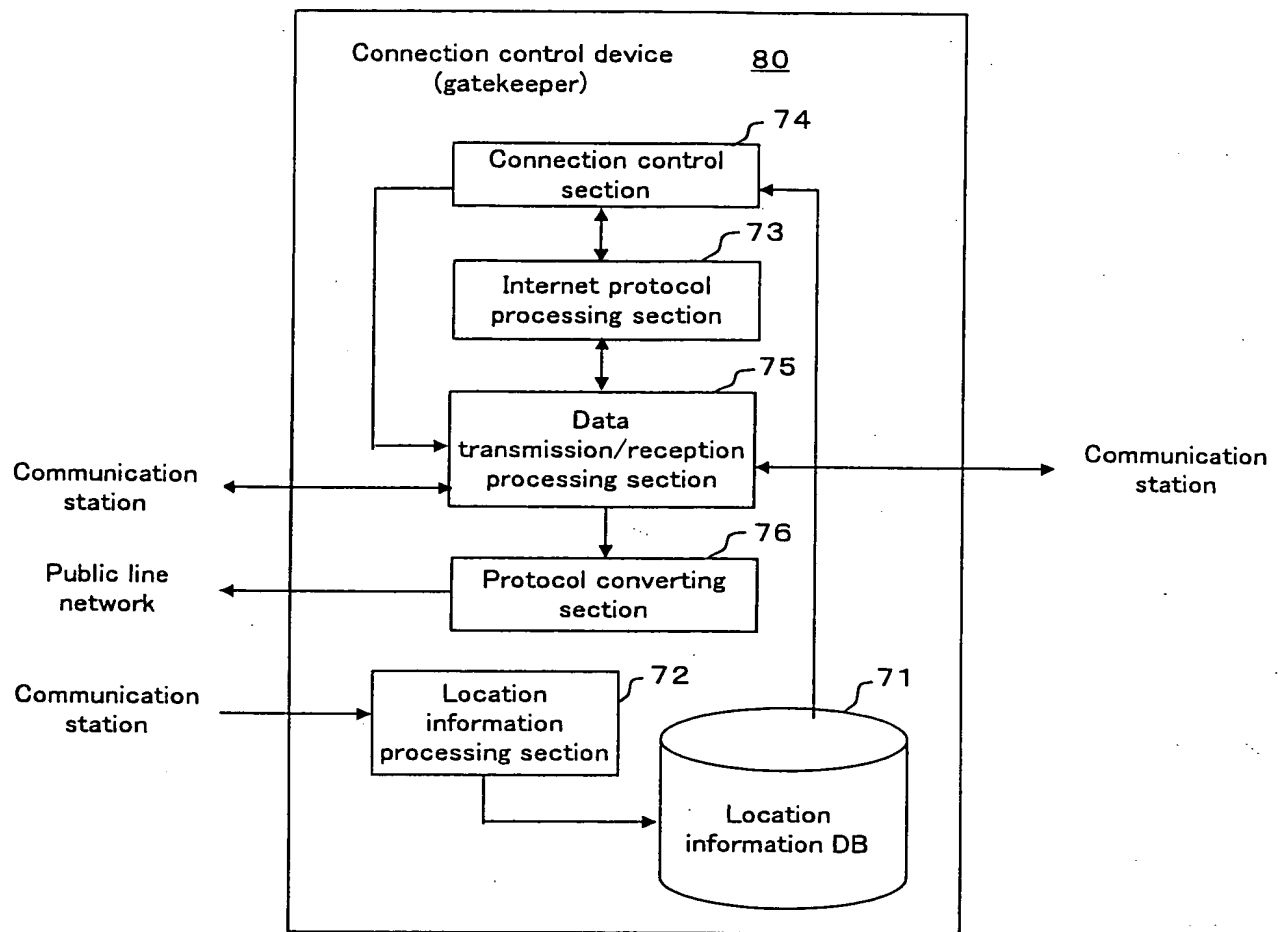 Connection control device
(gatekeeper)
80
74
Connection control
section
73
Internet protocol
processing section
75
Data
transmission/reception
processing section
Communication
station
Communication
station
76
Protocol converting
section
Public line
network
72
Location
information
processing section
Communication
station
71
Location
information DB